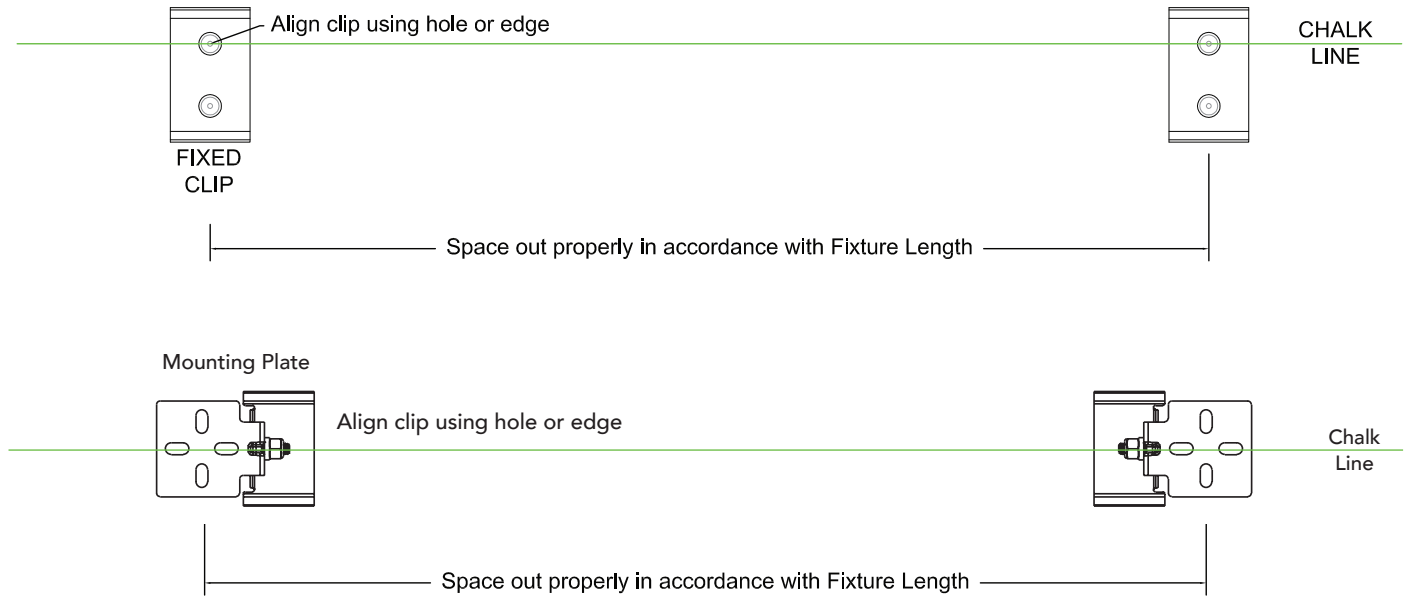 Align clip using hole or edge
CHALK
LINE
FIXED
CLIP
Space out properly in accordance with Fixture Length
Mounting Plate
Align clip using hole or edge
Chalk
Line
Space out properly in accordance with Fixture Length